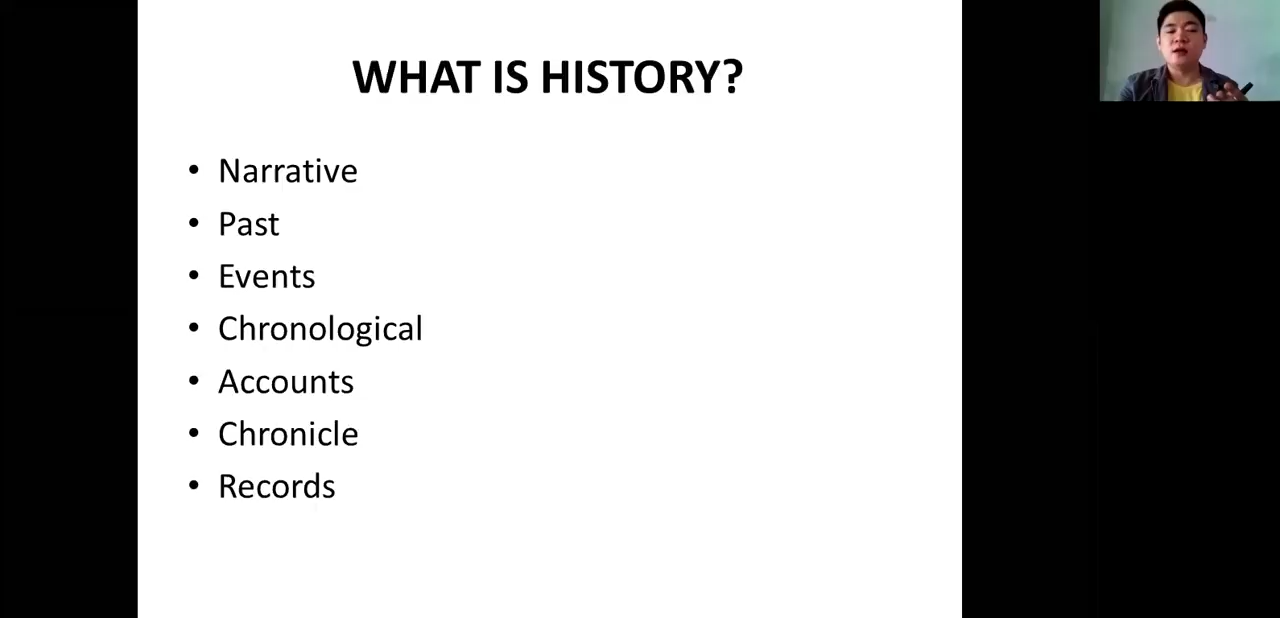 WHAT IS HISTORY?
• Narrative
• Past
• Events
• Chronological
• Accounts
• Chronicle
• Records